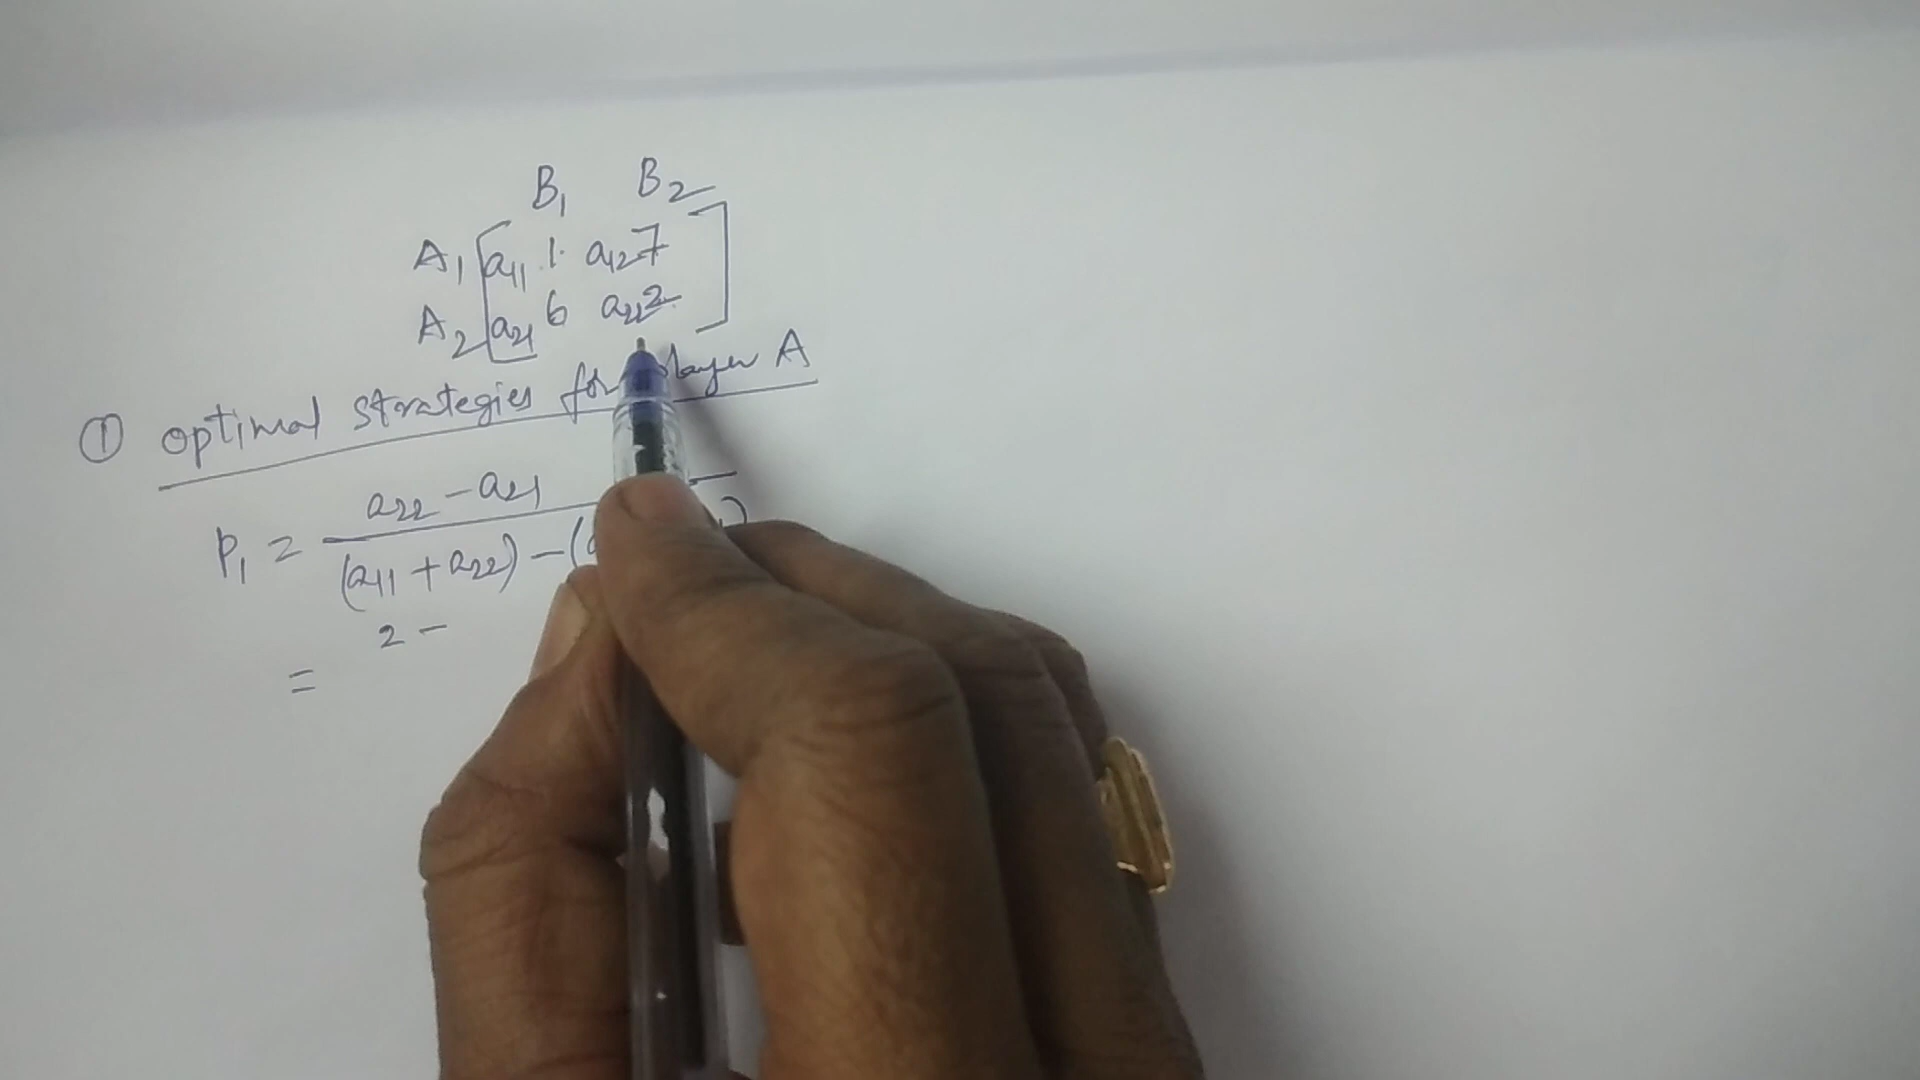 B1 B2
A1 a11 1 a12 7
A2 a21 6 a22 2
① optimal strategies for player A
P1 = a22 - a21
(a11 + a22) - (
= 2 -